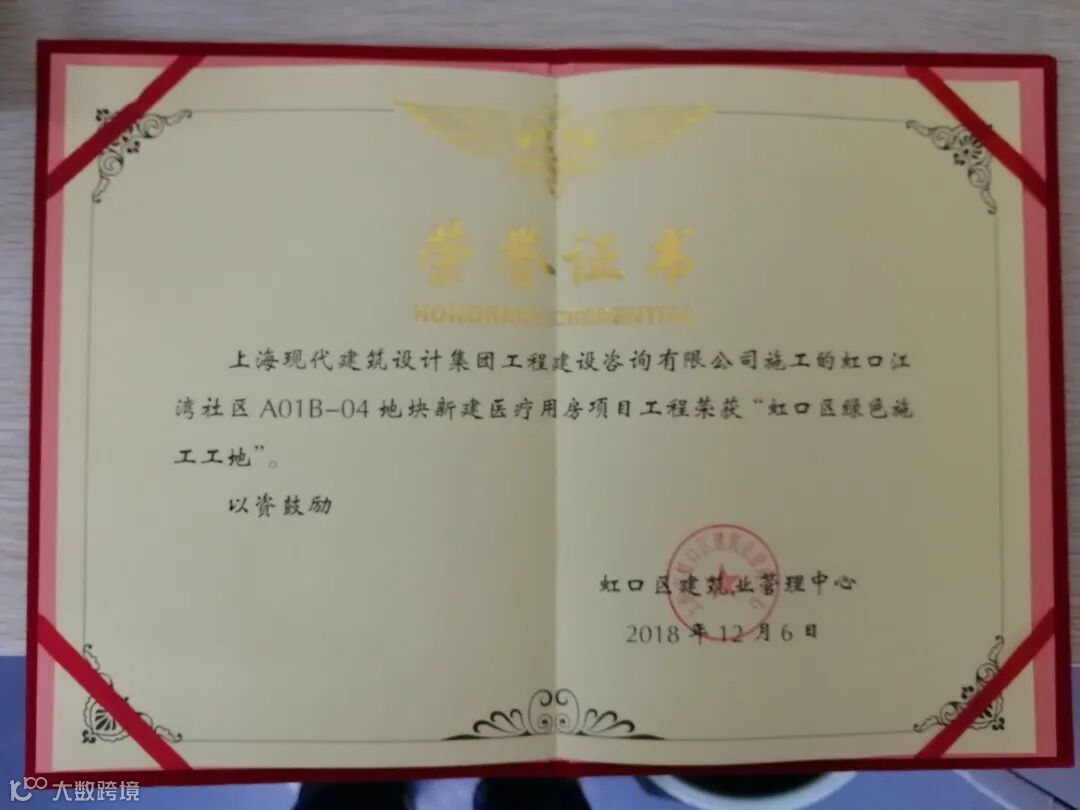 荣誉证书
HONORARY CREDENTIAL
上海现代建筑设计集团工程建设咨询有限公司施工的虹口江
湾社区 A01B-04 地块新建医疗用房项目工程荣获“虹口区绿色施
工工地”。
以资鼓励
虹口区建筑业管理中心
2018 年 12 月 6 日
大数跨境